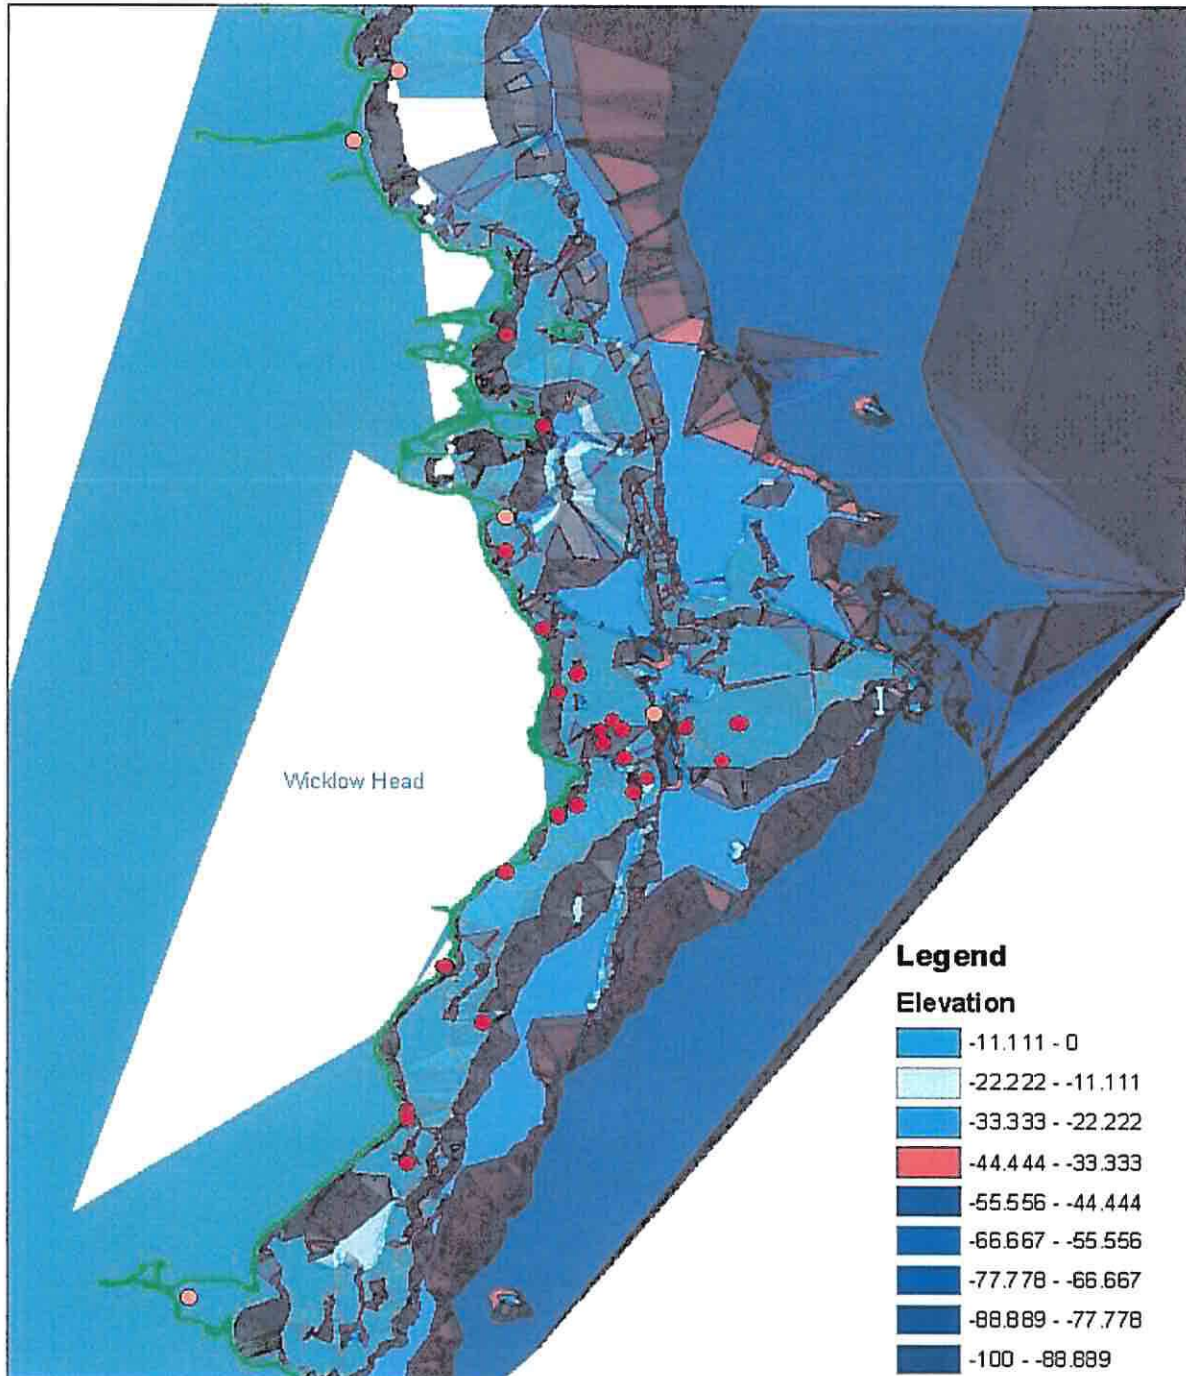 Wicklow Head
Legend
Elevation
-11.111 - 0
-22.222 - -11.111
-33.333 - -22.222
-44.444 - -33.333
-55.556 - -44.444
-66.667 - -55.556
-77.778 - -66.667
-88.889 - -77.778
-100 - -88.889